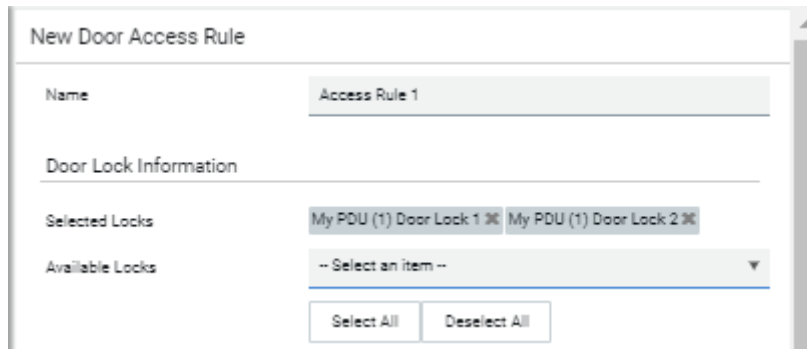 New Door Access Rule
Name Access Rule 1
Door Lock Information
Selected Locks My PDU (1) Door Lock 1 ✖ My PDU (1) Door Lock 2 ✖
Available Locks -- Select an item --
Select All Deselect All